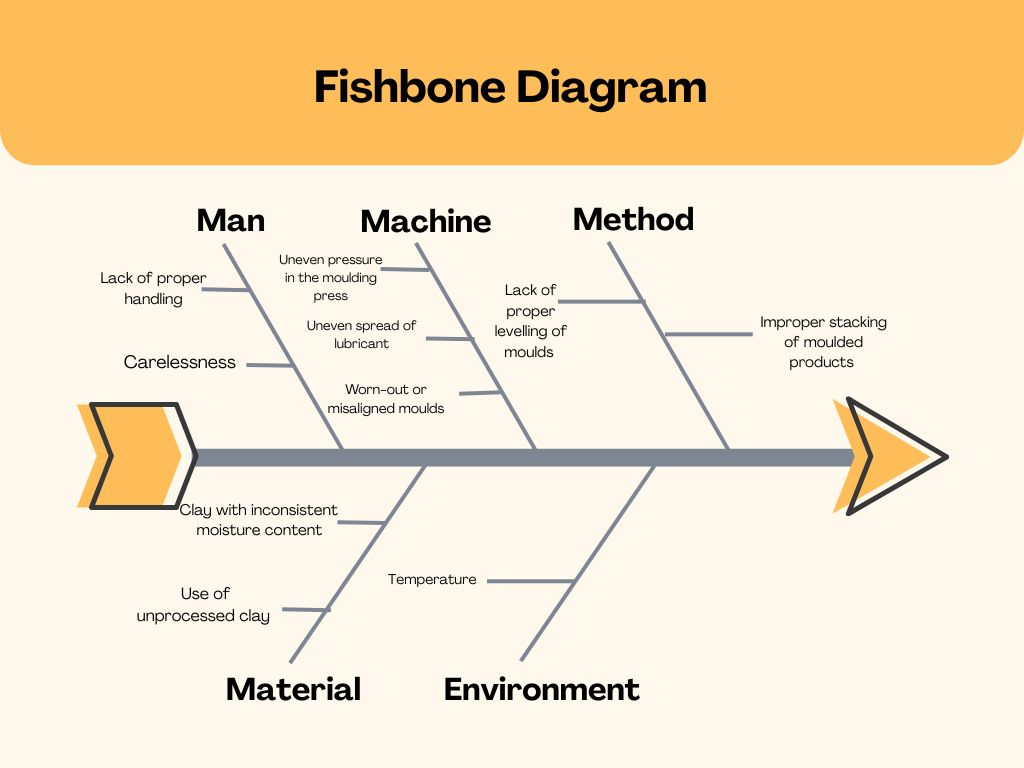 Fishbone Diagram
Man
Machine
Method
Lack of proper
handling
Carelessness
Uneven pressure
in the moulding
press
Uneven spread of
lubricant
Worn-out or
misaligned moulds
Lack of
proper
levelling of
moulds
Improper stacking
of moulded
products
Clay with inconsistent
moisture content
Use of
unprocessed clay
Temperature
Material
Environment